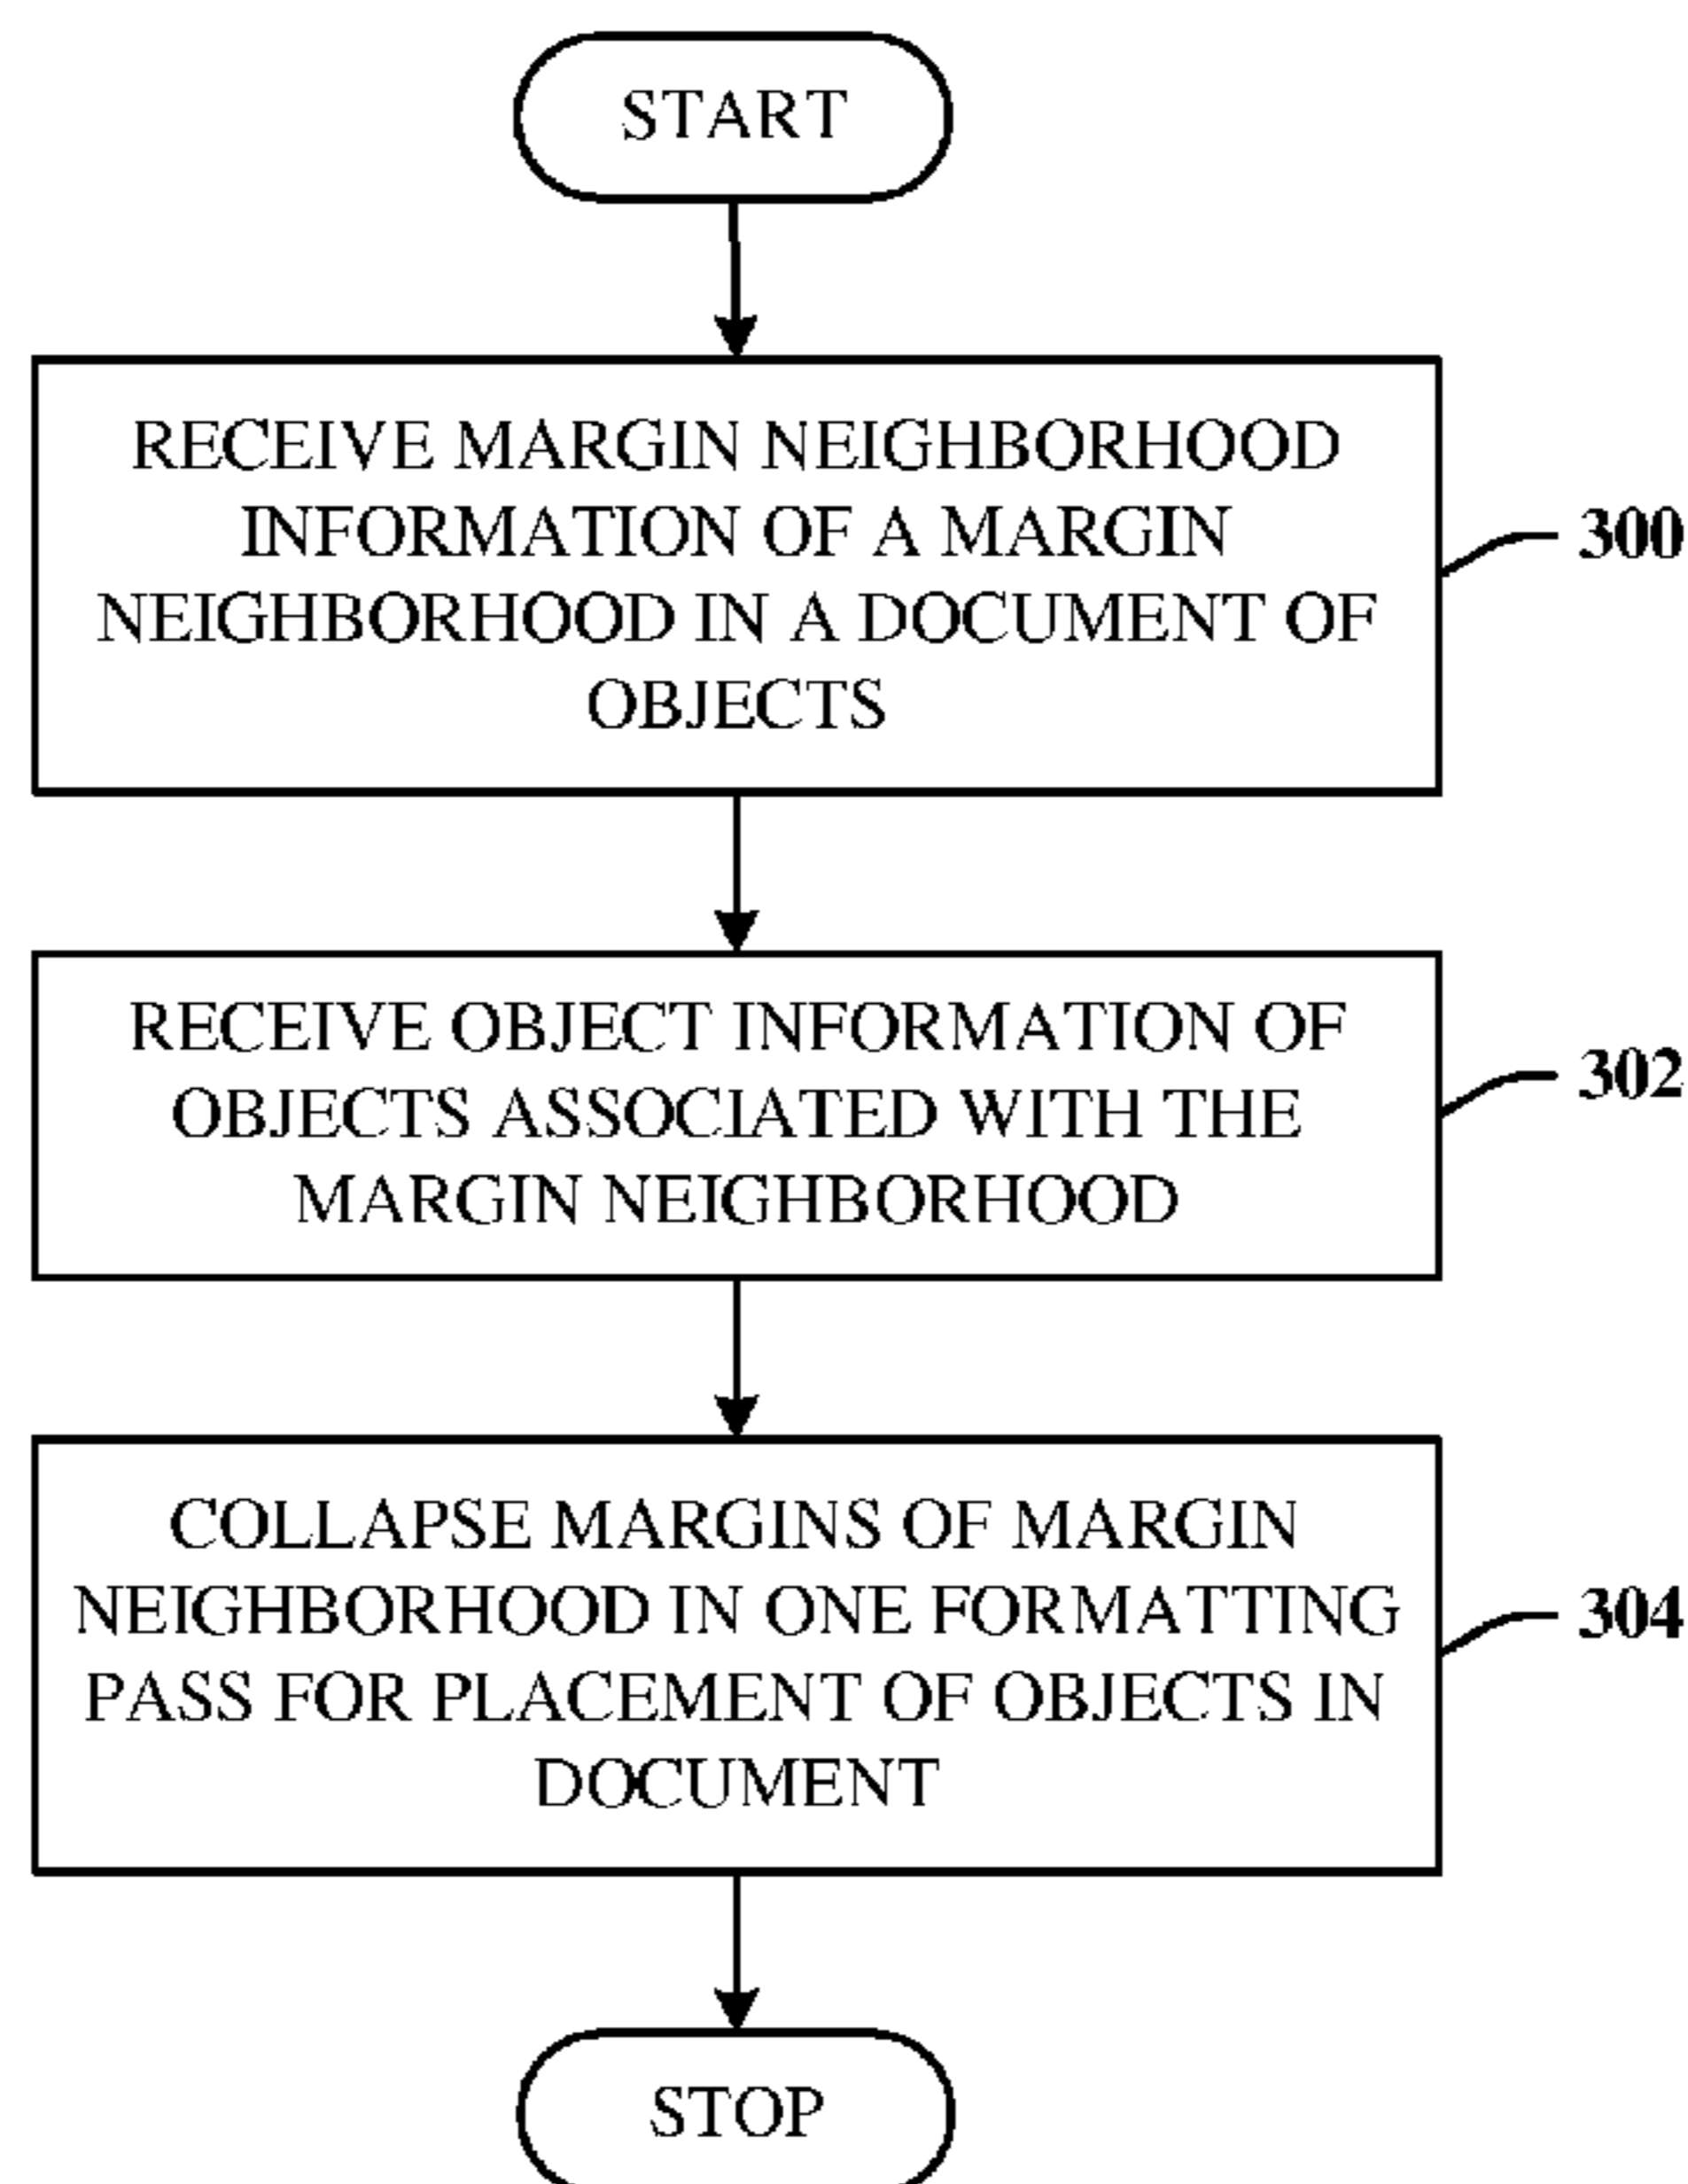 START
RECEIVE MARGIN NEIGHBORHOOD
INFORMATION OF A MARGIN
NEIGHBORHOOD IN A DOCUMENT OF
OBJECTS
300
RECEIVE OBJECT INFORMATION OF
OBJECTS ASSOCIATED WITH THE
MARGIN NEIGHBORHOOD
302
COLLAPSE MARGINS OF MARGIN
NEIGHBORHOOD IN ONE FORMATTING
PASS FOR PLACEMENT OF OBJECTS IN
DOCUMENT
304
STOP